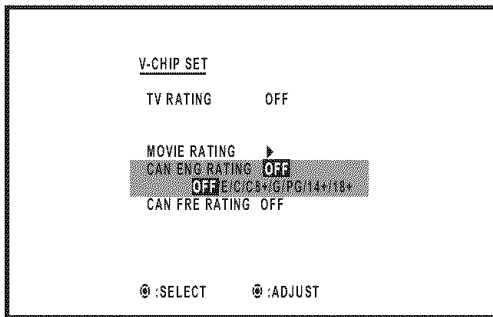 V-CHIP SET
TV RATING OFF
MOVIE RATING ▶
CAN ENG RATING OFF
OFF/E/C/C8+/G/PG/14+/18+
CAN FRE RATING OFF
:SELECT :ADJUST